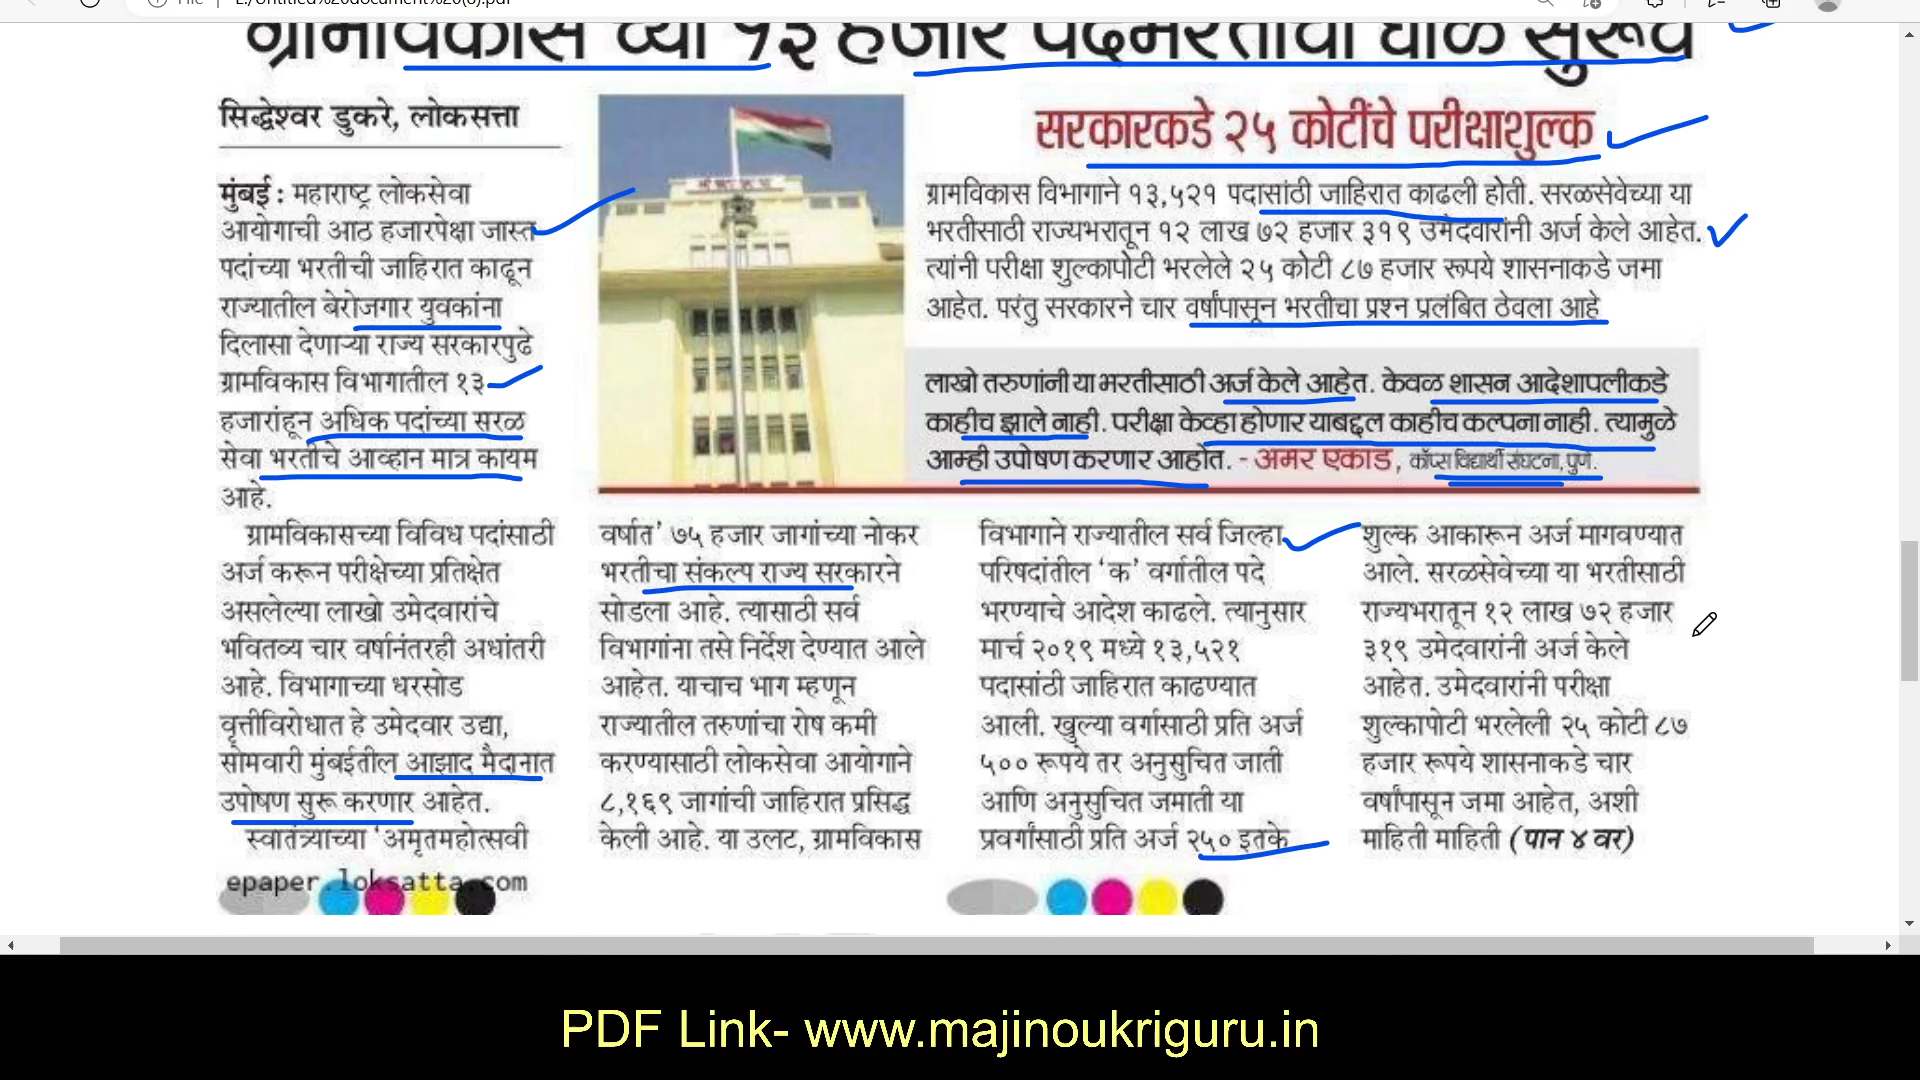 ग्रामविकास च्या १३ हजार पदभरतीचा घोळ सुरूच
सिद्धेश्वर डुकरे, लोकसत्ता
मुंबई : महाराष्ट्र लोकसेवा
आयोगाची आठ हजारपेक्षा जास्त
पदांच्या भरतीची जाहिरात काढून
राज्यातील बेरोजगार युवकांना
दिलासा देणाऱ्या राज्य सरकारपुढे
ग्रामविकास विभागातील १३
हजारांहून अधिक पदांच्या सरळ
सेवा भरतीचे आव्हान मात्र कायम
आहे.
ग्रामविकासच्या विविध पदांसाठी
अर्ज करून परीक्षेच्या प्रतिक्षेत
असलेल्या लाखो उमेदवारांचे
भवितव्य चार वर्षानंतरही अधांतरी
आहे. विभागाच्या धरसोड
वृत्तीविरोधात हे उमेदवार उद्या,
सोमवारी मुंबईतील आझाद मैदानात
उपोषण सुरू करणार आहेत.
स्वातंत्र्याच्या 'अमृतमहोत्सवी
सरकारकडे २५ कोटींचे परीक्षाशुल्क
ग्रामविकास विभागाने १३,५२१ पदासांठी जाहिरात काढली होती. सरळसेवेच्या या
भरतीसाठी राज्यभरातून १२ लाख ७२ हजार ३१९ उमेदवारांनी अर्ज केले आहेत.
त्यांनी परीक्षा शुल्कापोटी भरलेले २५ कोटी ८७ हजार रूपये शासनाकडे जमा
आहेत. परंतु सरकारने चार वर्षांपासून भरतीचा प्रश्न प्रलंबित ठेवला आहे
लाखो तरुणांनी या भरतीसाठी अर्ज केले आहेत. केवळ शासन आदेशापलीकडे
काहीच झाले नाही. परीक्षा केव्हा होणार याबद्दल काहीच कल्पना नाही. त्यामुळे
आम्ही उपोषण करणार आहोत. - अमर एकाड, कॉप्स विद्यार्थी संघटना, पुणे.
वर्षात' ७५ हजार जागांच्या नोकर
भरतीचा संकल्प राज्य सरकारने
सोडला आहे. त्यासाठी सर्व
विभागांना तसे निर्देश देण्यात आले
आहेत. याचाच भाग म्हणून
राज्यातील तरुणांचा रोष कमी
करण्यासाठी लोकसेवा आयोगाने
८,१६९ जागांची जाहिरात प्रसिद्ध
केली आहे. या उलट, ग्रामविकास
विभागाने राज्यातील सर्व जिल्हा
परिषदांतील 'क' वर्गातील पदे
भरण्याचे आदेश काढले. त्यानुसार
मार्च २०१९ मध्ये १३,५२१
पदासांठी जाहिरात काढण्यात
आली. खुल्या वर्गासाठी प्रति अर्ज
५०० रूपये तर अनुसुचित जाती
आणि अनुसुचित जमाती या
प्रवर्गांसाठी प्रति अर्ज २५० इतके
शुल्क आकारून अर्ज मागवण्यात
आले. सरळसेवेच्या या भरतीसाठी
राज्यभरातून १२ लाख ७२ हजार
३१९ उमेदवारांनी अर्ज केले
आहेत. उमेदवारांनी परीक्षा
शुल्कापोटी भरलेली २५ कोटी ८७
हजार रूपये शासनाकडे चार
वर्षांपासून जमा आहेत, अशी
माहिती माहिती (पान ४ वर)
epaper.loksatta.com
PDF Link- www.majinoukriguru.in